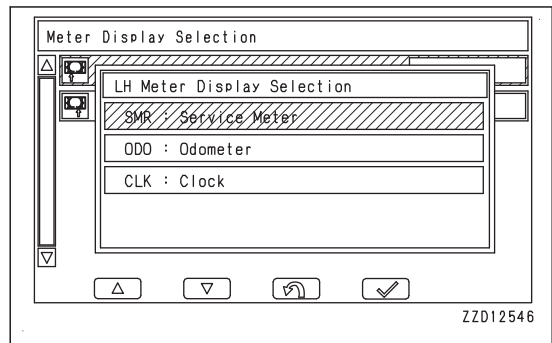 Meter Display Selection
LH Meter Display Selection
SMR : Service Meter
ODO : Odometer
CLK : Clock
ZZD12546